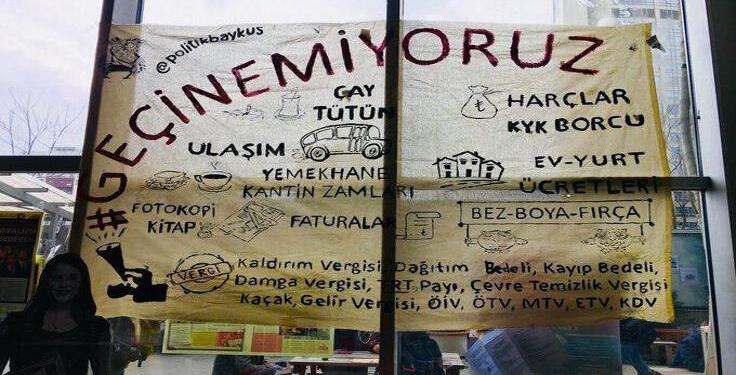 @politikbaykus
#GEÇİNEMİYORUZ
ÇAY
TÜTÜN
HARÇLAR
KYK BORCU
ULAŞIM
YEMEKHANE
KANTİN ZAMLARI
EV-YURT
ÜCRETLERİ
FOTOKOPİ
KİTAP
FATURALAR
BEZ-BOYA-FIRÇA
VERGİ
Kaldırım Vergisi, Dağıtım Bedeli, Kayıp Bedeli,
Damga Vergisi, TRT Payı, Çevre Temizlik Vergisi
Kaçak, Gelir Vergisi, ÖİV, ÖTV, MTV, ETV, KDV